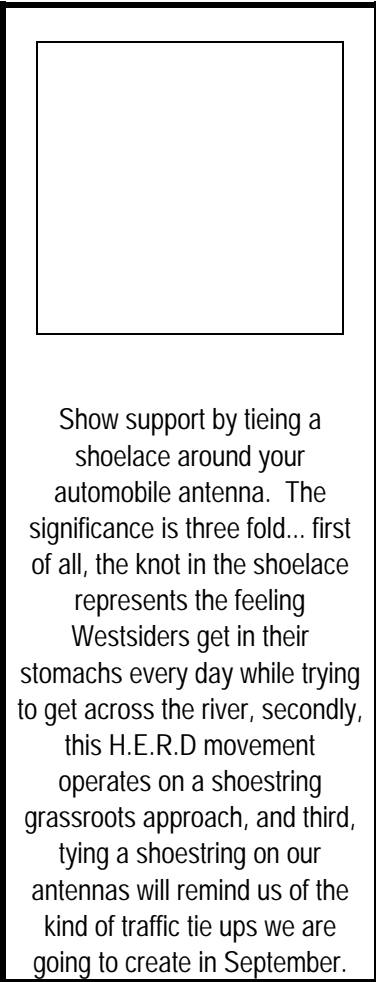 Show support by tieing a
shoelace around your
automobile antenna.  The
significance is three fold... first
of all, the knot in the shoelace
represents the feeling
Westsiders get in their
stomachs every day while trying
to get across the river, secondly,
this H.E.R.D movement
operates on a shoestring
grassroots approach, and third,
tying a shoestring on our
antennas will remind us of the
kind of traffic tie ups we are
going to create in September.